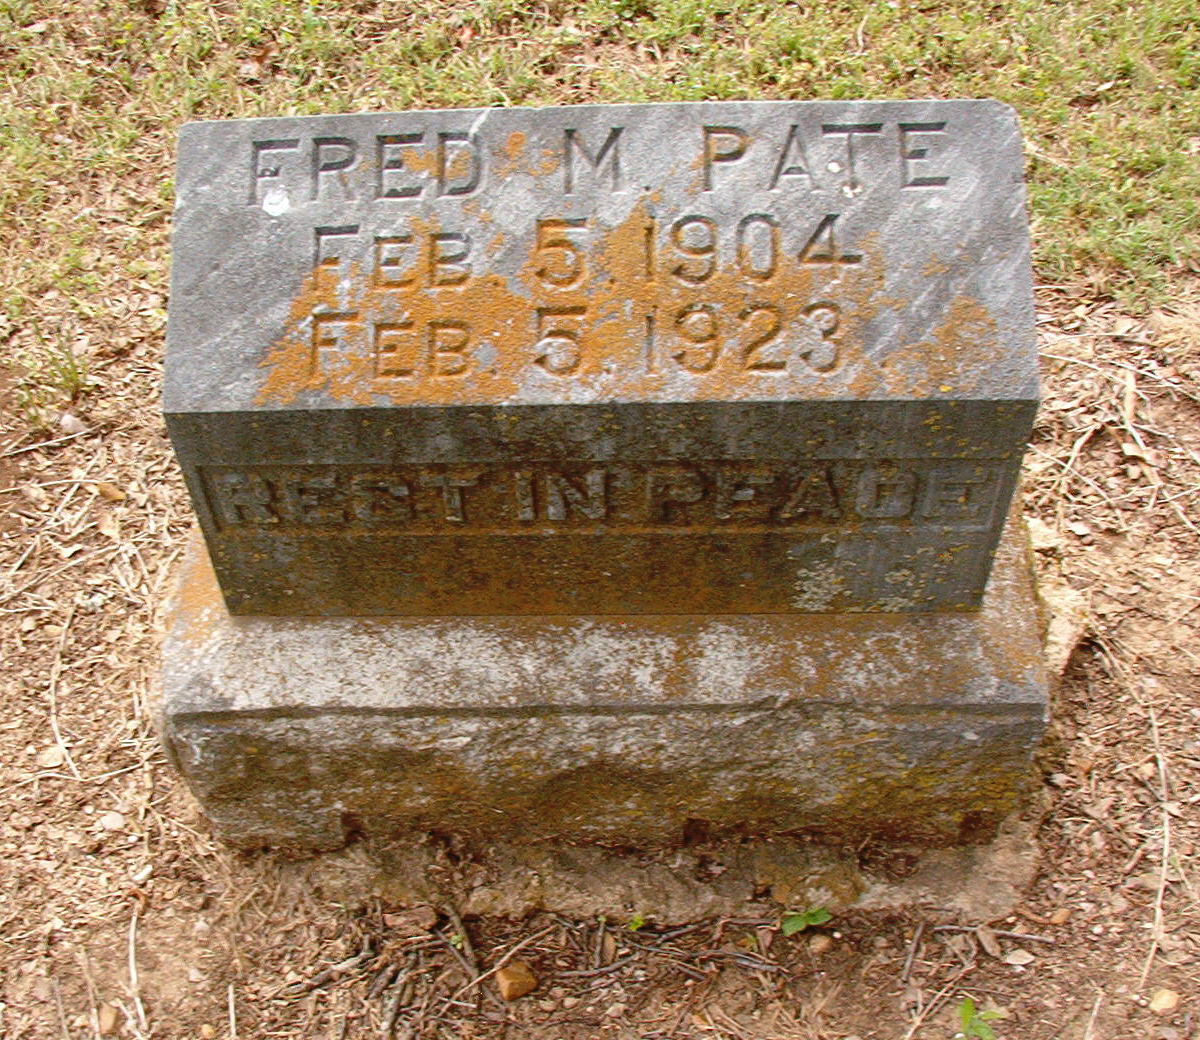 FRED M. PATE
FEB 5. 1904
FEB. 5. 1923
REST IN PEACE